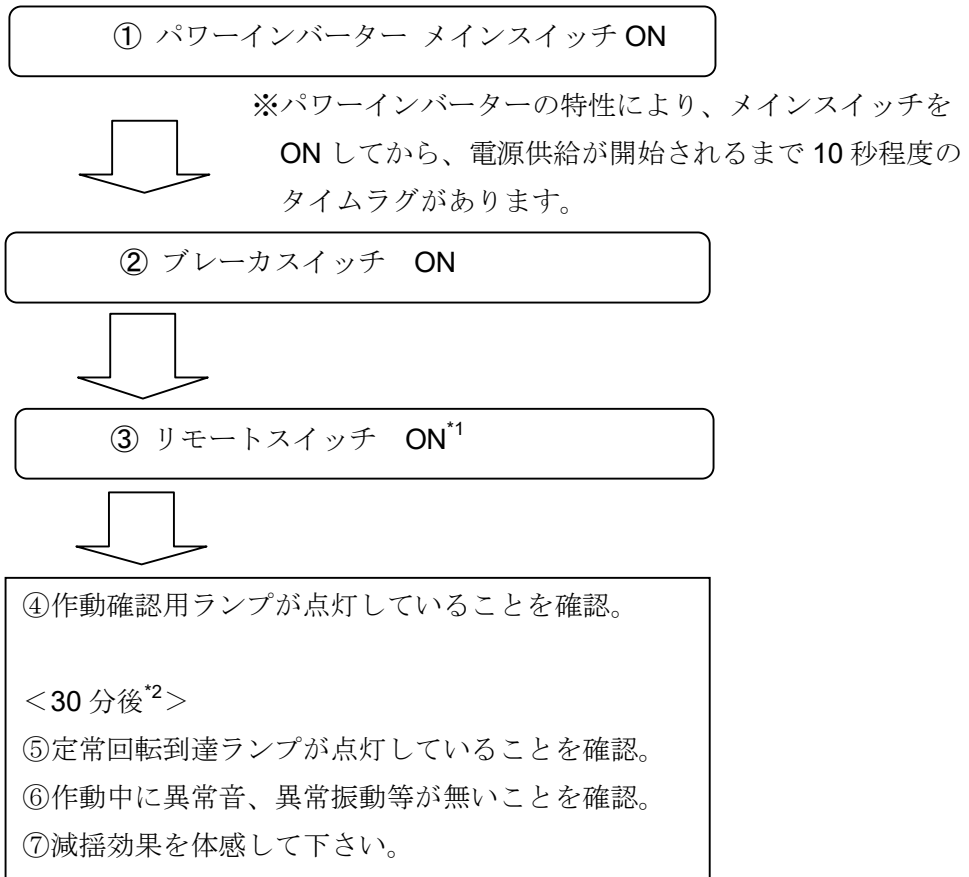 ① パワーインバーター メインスイッチ ON
※パワーインバーターの特性により、メインスイッチを
ON してから、電源供給が開始されるまで 10 秒程度の
タイムラグがあります。
② ブレーカスイッチ　ON
③ リモートスイッチ　ON*1
④作動確認用ランプが点灯していることを確認。
＜30 分後*2＞
⑤定常回転到達ランプが点灯していることを確認。
⑥作動中に異常音、異常振動等が無いことを確認。
⑦減揺効果を体感して下さい。